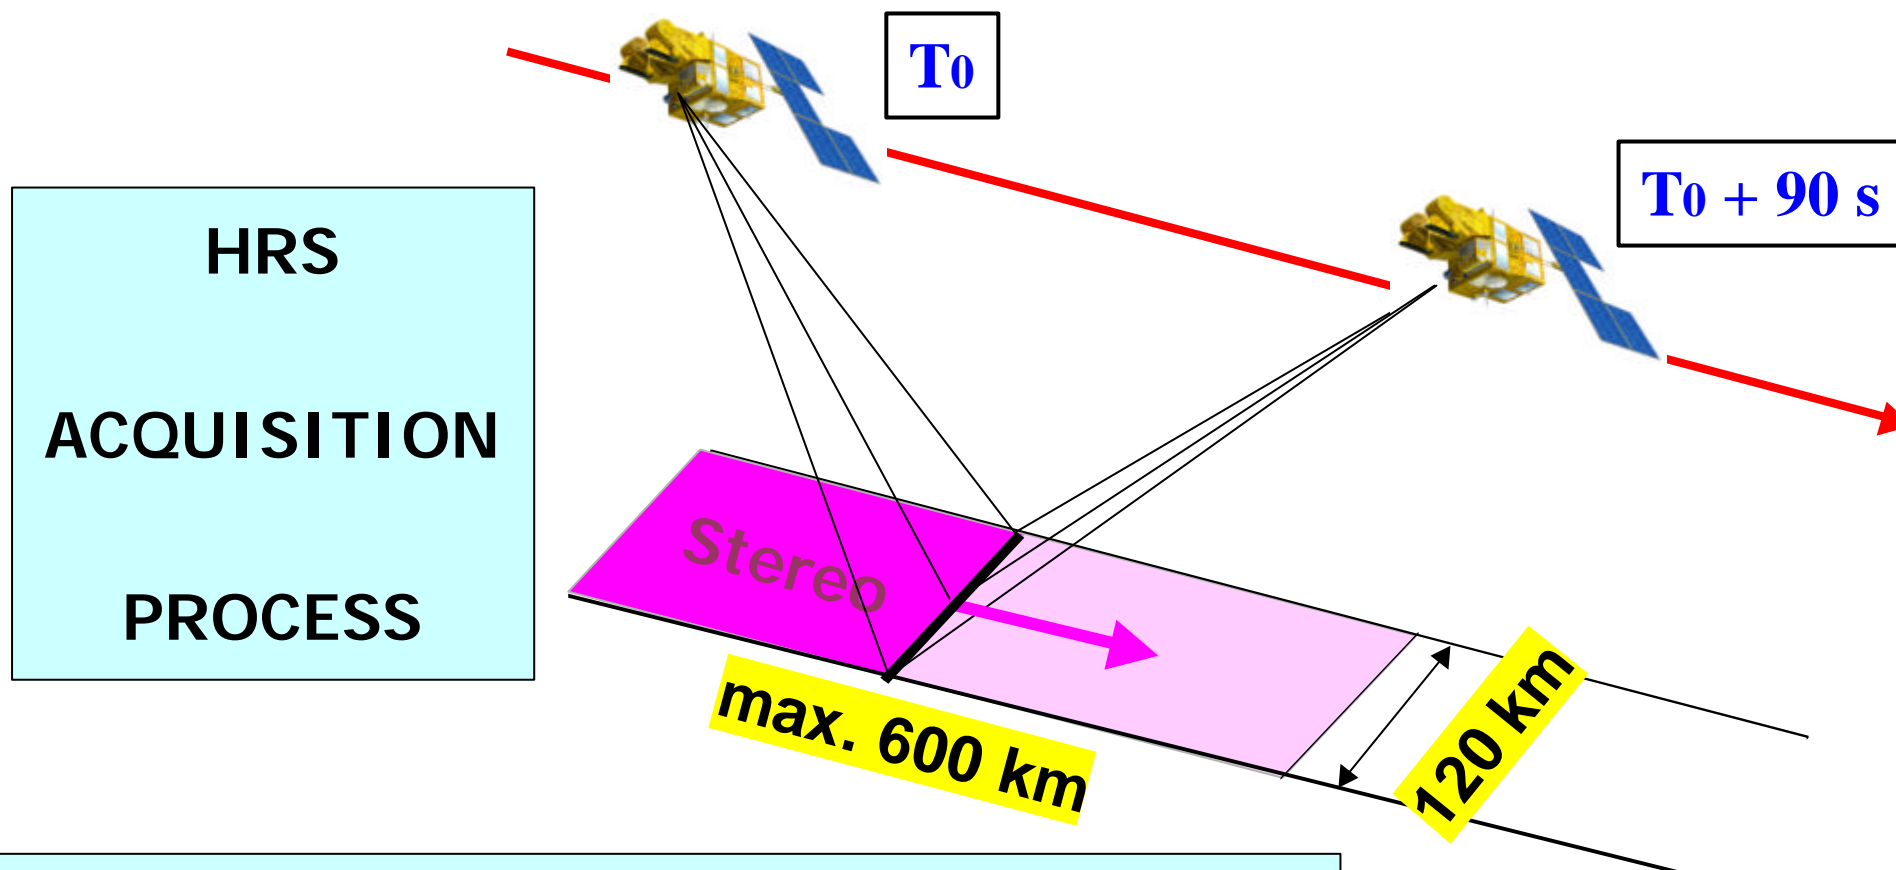 T0
T0 + 90 s
HRS
ACQUISITION
PROCESS
Stereo
max. 600 km
120 km